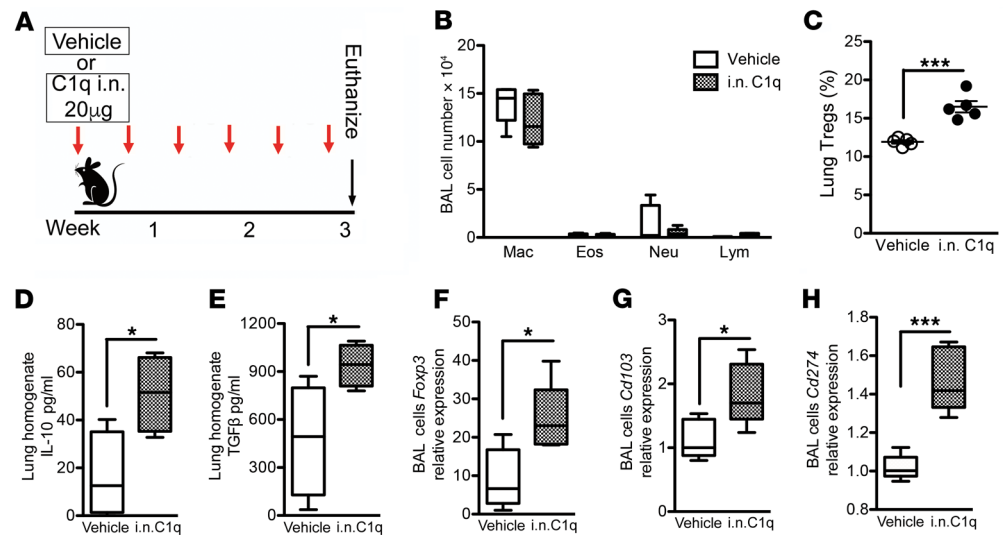 A
Vehicle
or
C1q i.n.
20µg
Euthanize
Week 1 2 3
B
BAL cell number × 10⁴
20
15
10
5
0
Vehicle
i.n. C1q
Mac Eos Neu Lym
C
Lung Tregs (%)
25
20
15
10
5
0
***
Vehicle i.n. C1q
D
Lung homogenate
IL-10 pg/ml
80
60
40
20
0
*
Vehicle i.n.C1q
E
Lung homogenate
TGFβ pg/ml
1200
900
600
300
0
*
Vehicle i.n.C1q
F
BAL cells Foxp3
relative expression
50
40
30
20
10
0
*
Vehicle i.n.C1q
G
BAL cells Cd103
relative expression
3
2
1
0
*
Vehicle i.n.C1q
H
BAL cells Cd274
relative expression
1.8
1.6
1.4
1.2
1.0
0.8
***
Vehicle i.n.C1q